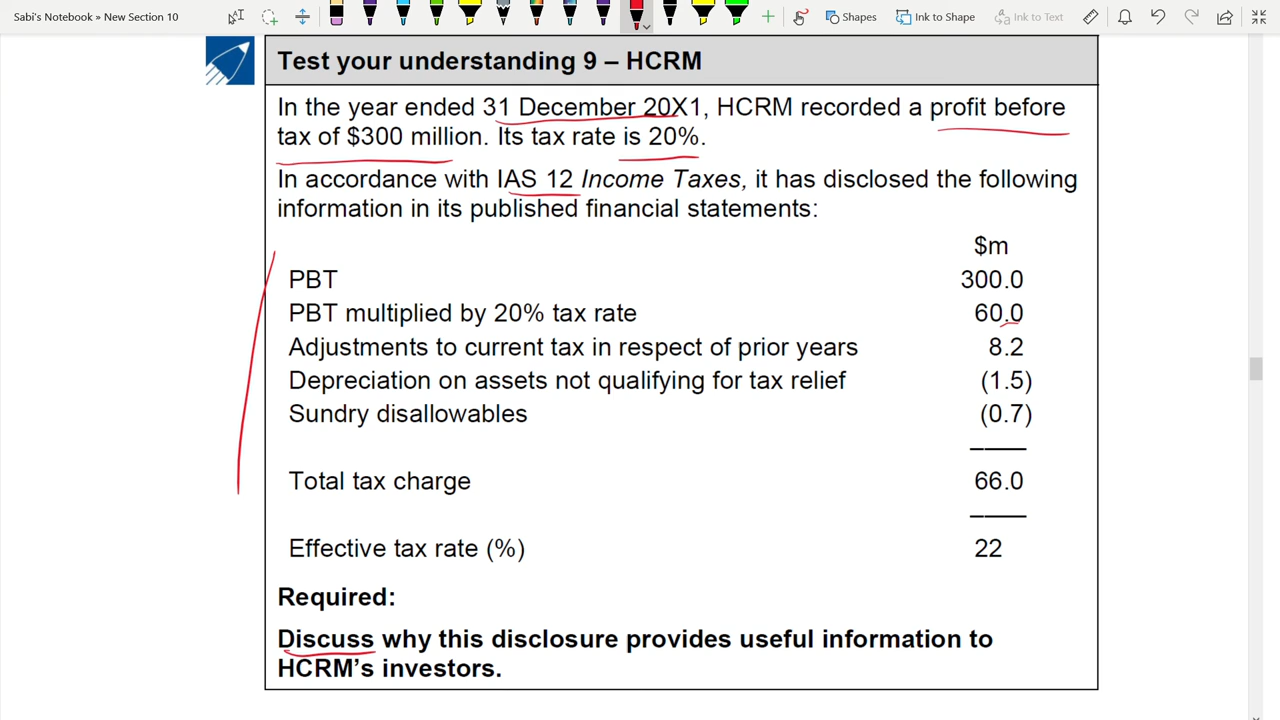 Sabi's Notebook » New Section 10
Shapes
Ink to Shape
Ink to Text
Test your understanding 9 – HCRM
In the year ended 31 December 20X1, HCRM recorded a profit before
tax of $300 million. Its tax rate is 20%.
In accordance with IAS 12 Income Taxes, it has disclosed the following
information in its published financial statements:
$m
PBT 300.0
PBT multiplied by 20% tax rate 60.0
Adjustments to current tax in respect of prior years 8.2
Depreciation on assets not qualifying for tax relief (1.5)
Sundry disallowables (0.7)
Total tax charge 66.0
Effective tax rate (%) 22
Required:
Discuss why this disclosure provides useful information to
HCRM's investors.